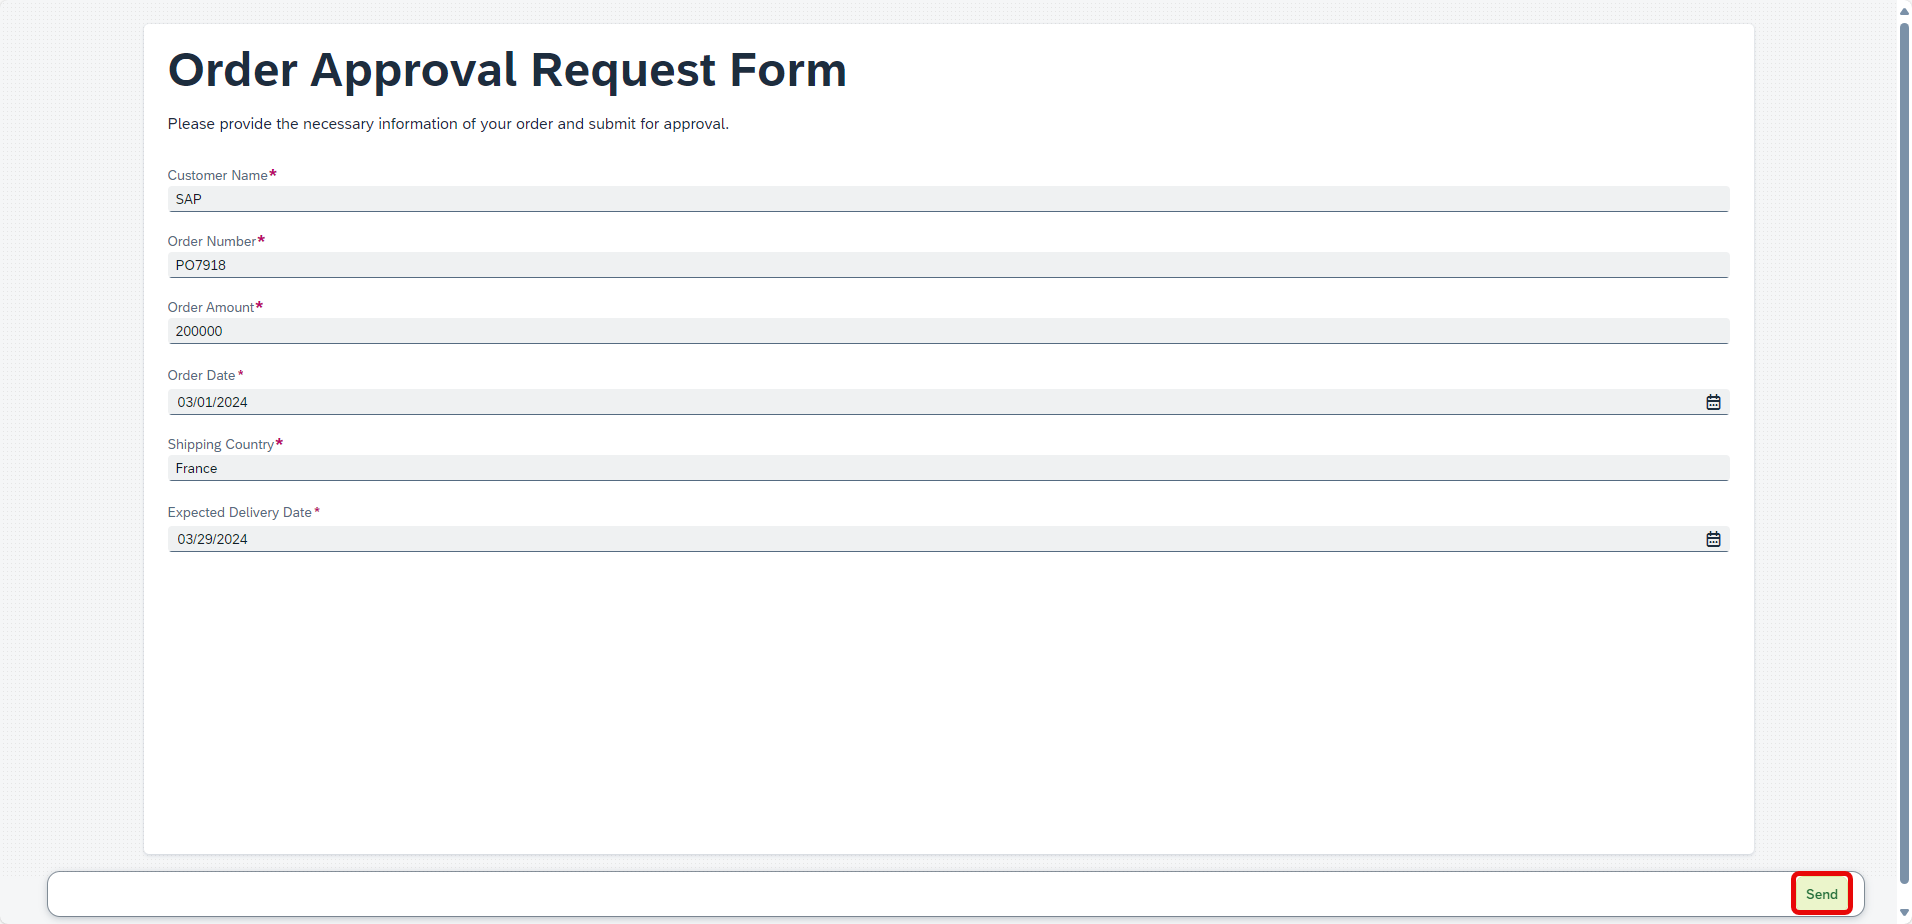 Order Approval Request Form
Please provide the necessary information of your order and submit for approval.
Customer Name*
SAP
Order Number*
PO7918
Order Amount*
200000
Order Date*
03/01/2024
Shipping Country*
France
Expected Delivery Date*
03/29/2024
Send